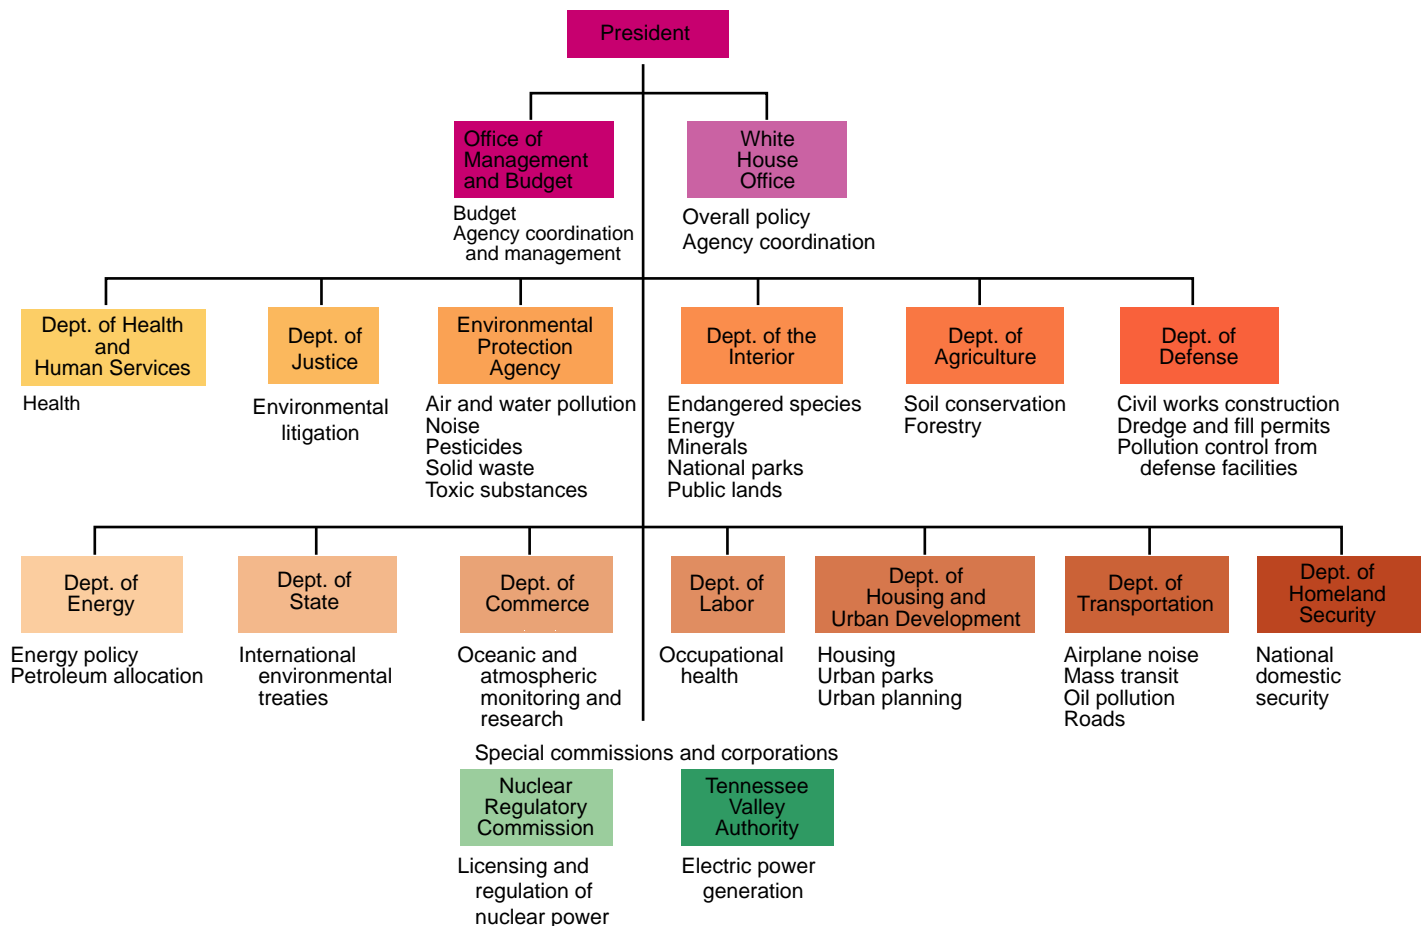 President
Office of
Management
and Budget
White
House
Office
Budget
Agency coordination
and management
Overall policy
Agency coordination
Dept. of Health
and
Human Services
Dept. of
Justice
Environmental
Protection
Agency
Dept. of the
Interior
Dept. of
Agriculture
Dept. of
Defense
Health
Environmental
litigation
Air and water pollution
Noise
Pesticides
Solid waste
Toxic substances
Endangered species
Energy
Minerals
National parks
Public lands
Soil conservation
Forestry
Civil works construction
Dredge and fill permits
Pollution control from
defense facilities
Dept. of
Energy
Dept. of
State
Dept. of
Commerce
Dept. of
Labor
Dept. of
Housing and
Urban Development
Dept. of
Transportation
Dept. of
Homeland
Security
Energy policy
Petroleum allocation
International
environmental
treaties
Oceanic and
atmospheric
monitoring and
research
Occupational
health
Housing
Urban parks
Urban planning
Airplane noise
Mass transit
Oil pollution
Roads
National
domestic
security
Special commissions and corporations
Nuclear
Regulatory
Commission
Tennessee
Valley
Authority
Licensing and
regulation of
nuclear power
Electric power
generation